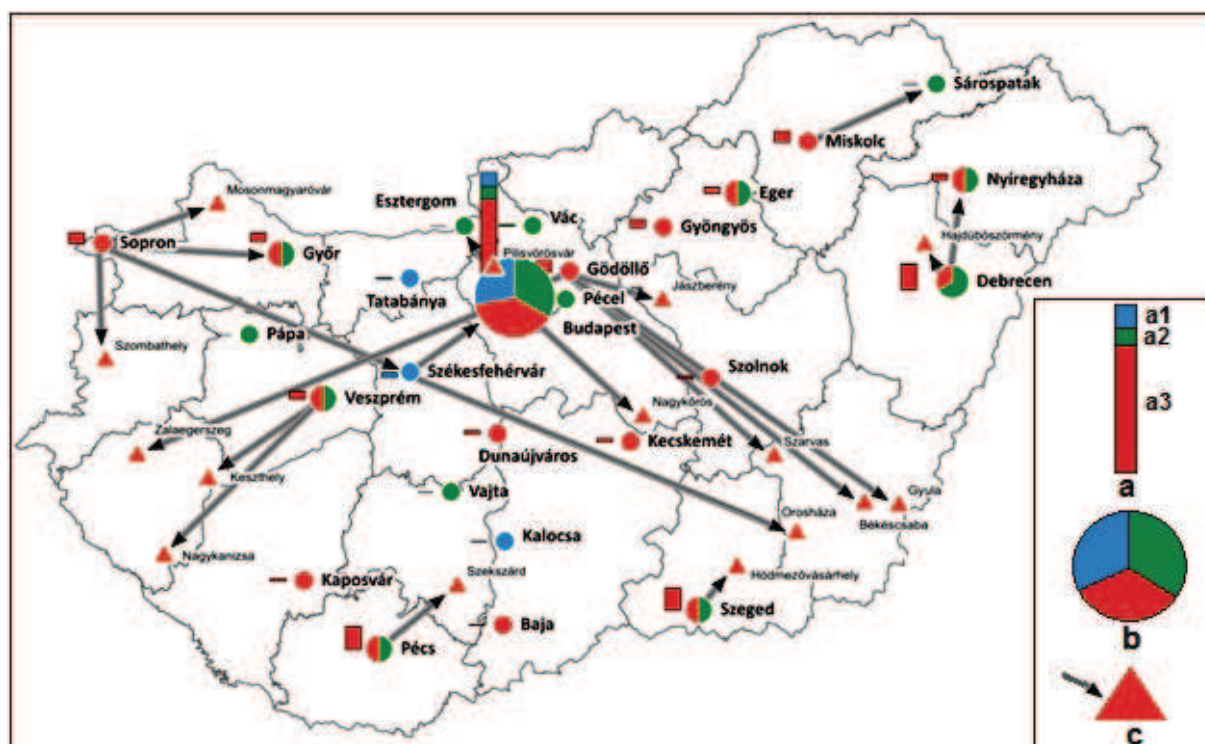 Sárospatak
Miskolc
Mosonmagyaróvár
Esztergom
Vác
Eger
Nyíregyháza
Gyöngyös
Hajdúböszörmény
Sopron
Győr
Pilisvörösvár
Gödöllő
Debrecen
Tatabánya
Jászberény
Pécel
Budapest
Pápa
Szombathely
Székesfehérvár
Szolnok
Veszprém
Nagykőrös
Zalaegerszeg
Dunaújváros
Kecskemét
Szarvas
Keszthely
Vajta
Gyula
Orosháza
Békéscsaba
Kalocsa
Nagykanizsa
Kaposvár
Szekszárd
Hódmezővásárhely
Szeged
Baja
Pécs
a1
a2
a3
a
b
c